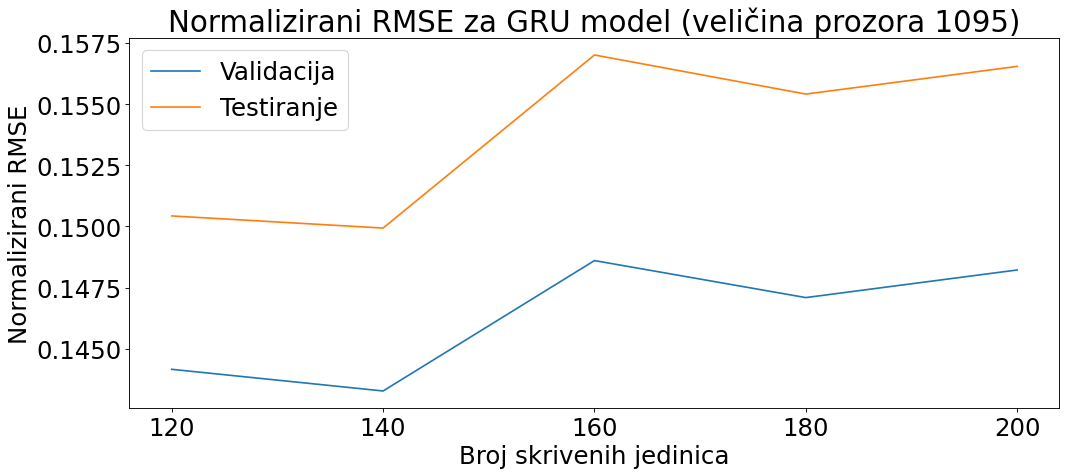 Normalizirani RMSE za GRU model (veličina prozora 1095)
Normalizirani RMSE
0.1575
0.1550
0.1525
0.1500
0.1475
0.1450
Validacija
Testiranje
120 140 160 180 200
Broj skrivenih jedinica